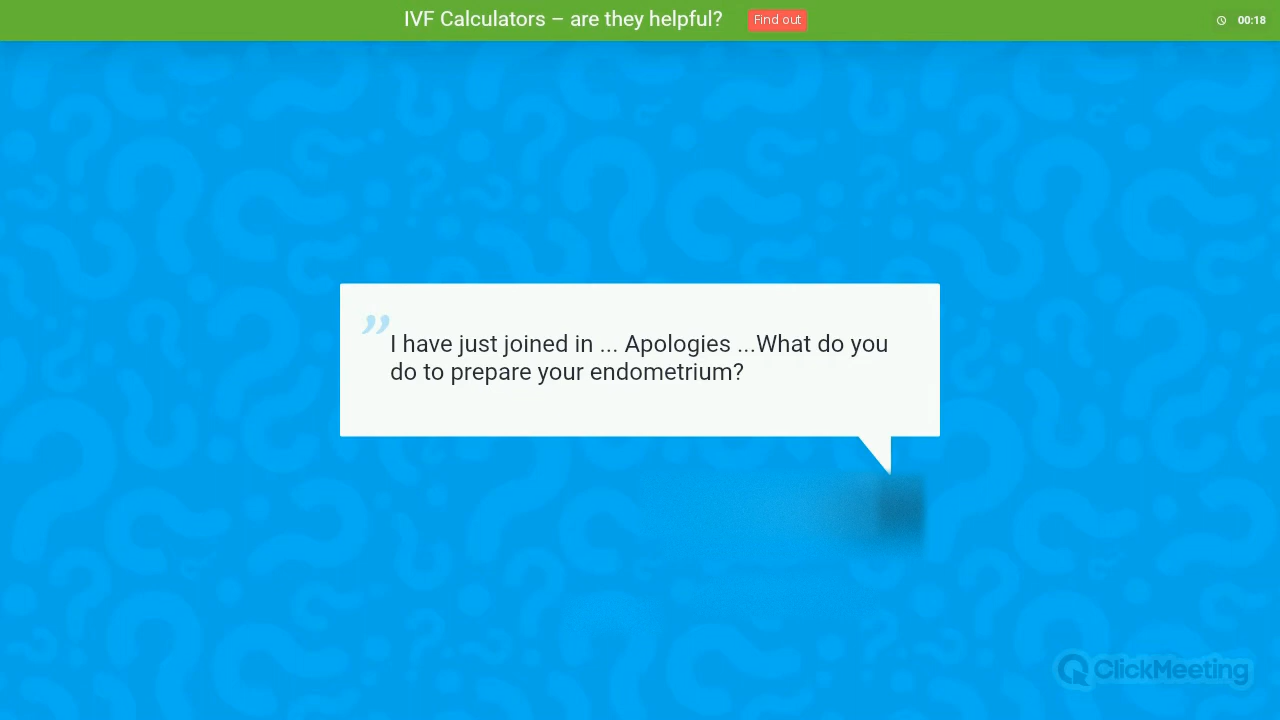 IVF Calculators – are they helpful?
Find out
00:18
”
I have just joined in ... Apologies ...What do you
do to prepare your endometrium?
ClickMeeting